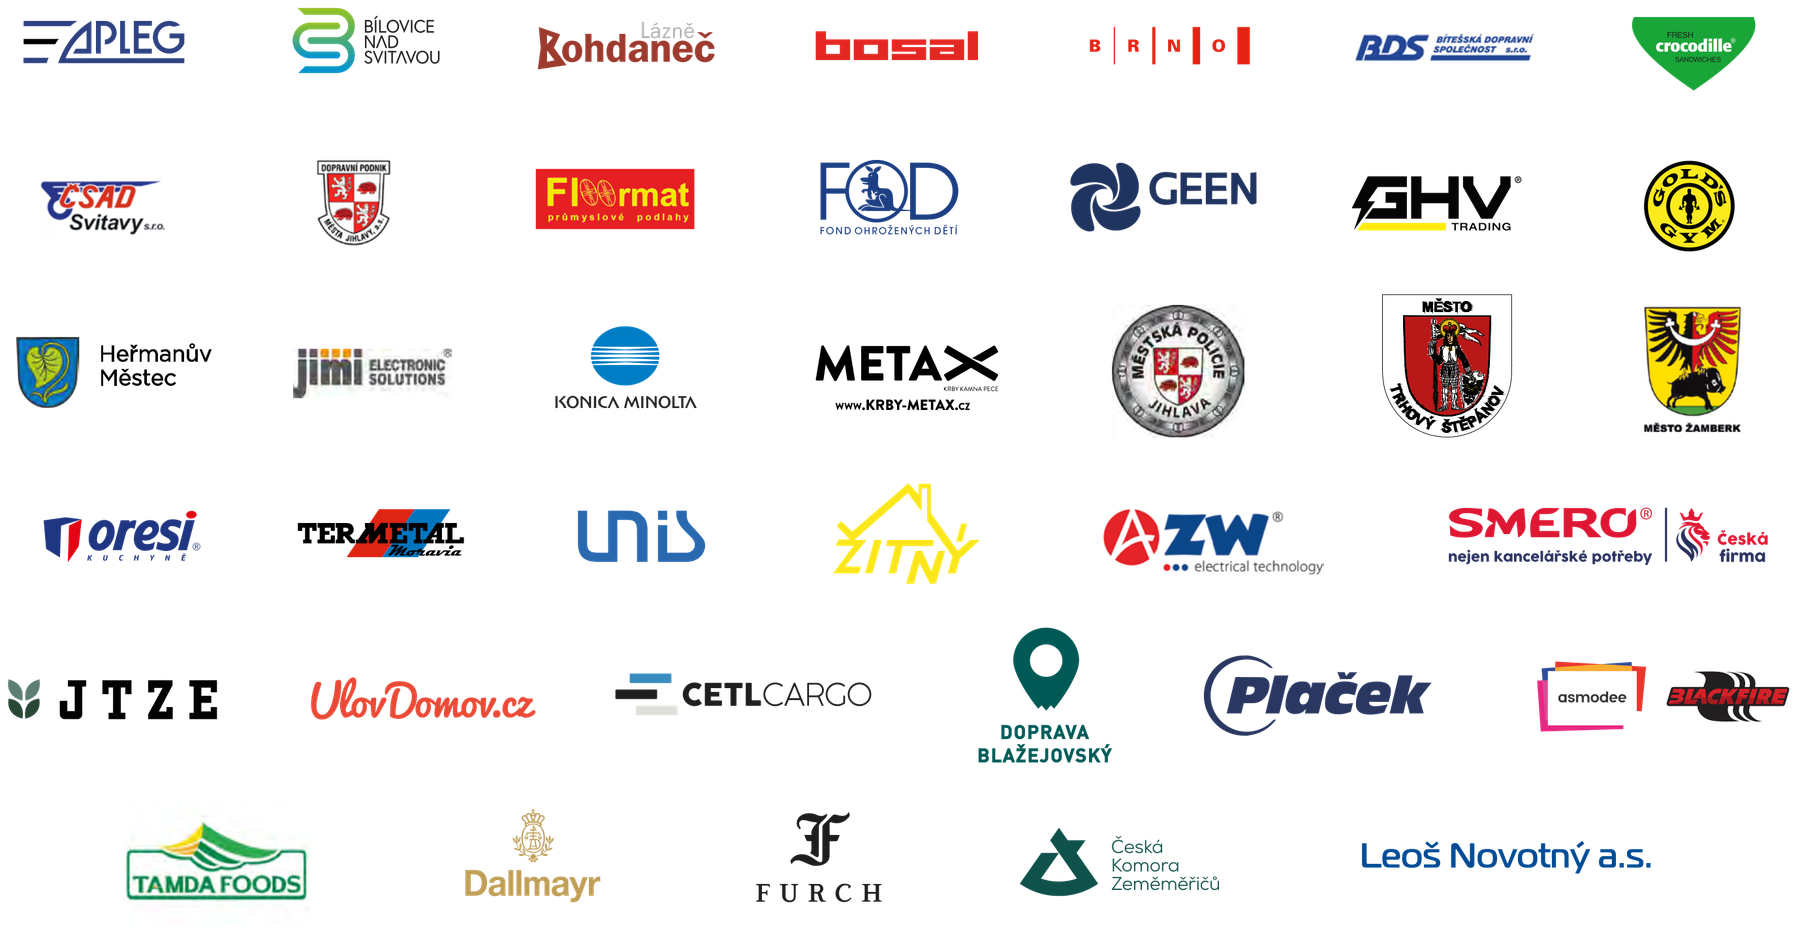 APLEG
BÍLOVICE
NAD
SVITAVOU
Lázně
Bohdaneč
bosal
BRNO
BDS BÍTEŠSKÁ DOPRAVNÍ
SPOLEČNOST s.r.o.
FRESH
crocodille®
SANDWICHES
ČSAD
Svitavy s.r.o.
DOPRAVNÍ PODNIK
MĚSTA JIHLAVY, a.s.
Floormat
průmyslové podlahy
FOD
FOND OHROŽENÝCH DĚTÍ
GEEN
GHV®
TRADING
GOLD'S
GYM®
Heřmanův
Městec
jimi ELECTRONIC®
SOLUTIONS
KONICA MINOLTA
METAX
KRBY KAMNA PECE
www.KRBY-METAX.cz
MĚSTSKÁ POLICIE
JIHLAVA
MĚSTO
TRHOVÝ ŠTĚPÁNOV
MĚSTO ŽAMBERK
oresi®
KUCHYNĚ
TERMETAL
Moravia
unis
ŽITNÝ
AZW®
electrical technology
SMERO®
nejen kancelářské potřeby
česká
firma
JTZE
UlovDomov.cz
CETLCARGO
DOPRAVA
BLAŽEJOVSKÝ
Plaček
asmodee
BLACKFIRE
TAMDA FOODS
Dallmayr
F
FURCH
Česká
Komora
Zeměměřičů
Leoš Novotný a.s.